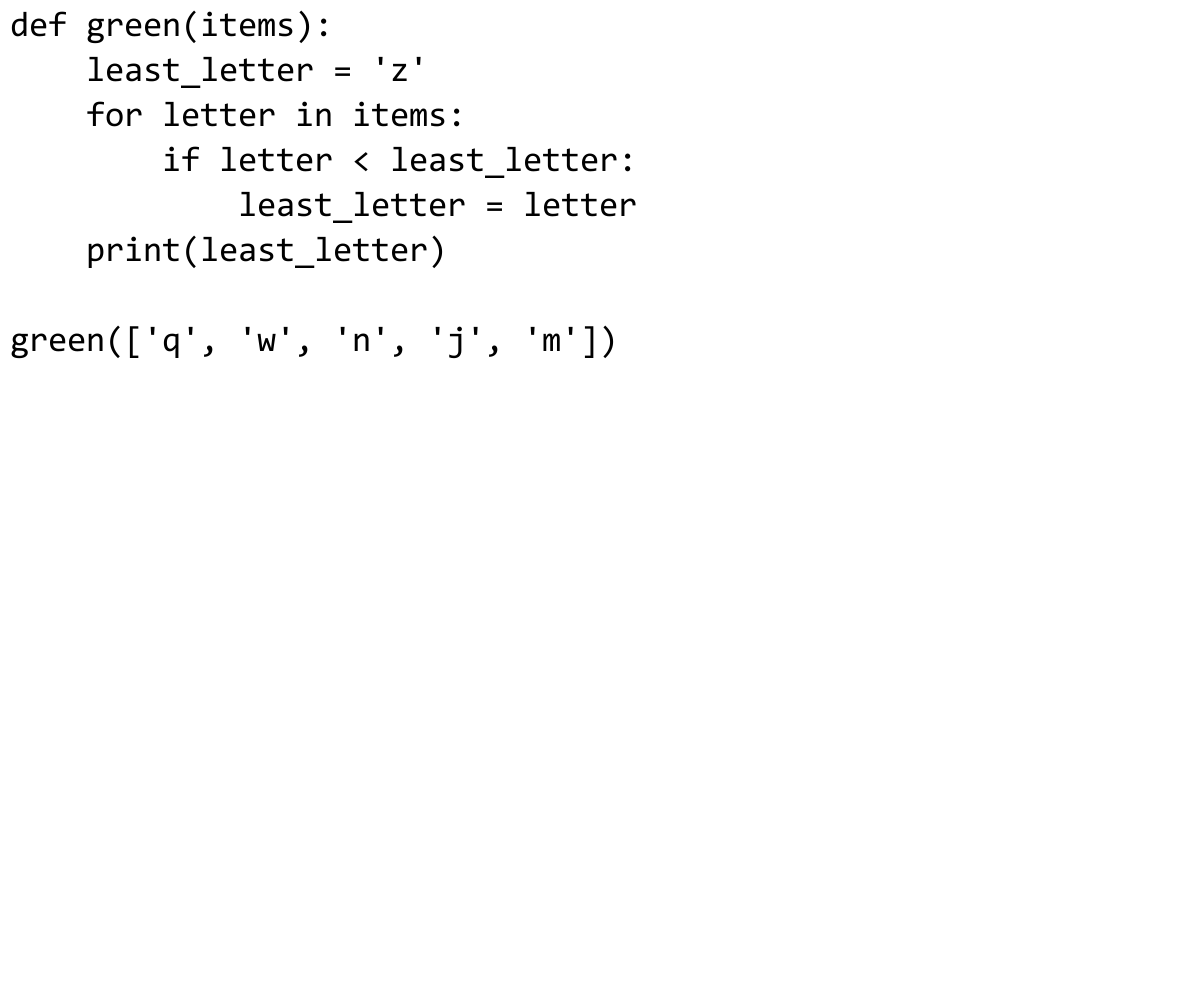 def green(items):
    least_letter = 'z'
    for letter in items:
        if letter < least_letter:
            least_letter = letter
    print(least_letter)

green(['q', 'w', 'n', 'j', 'm'])